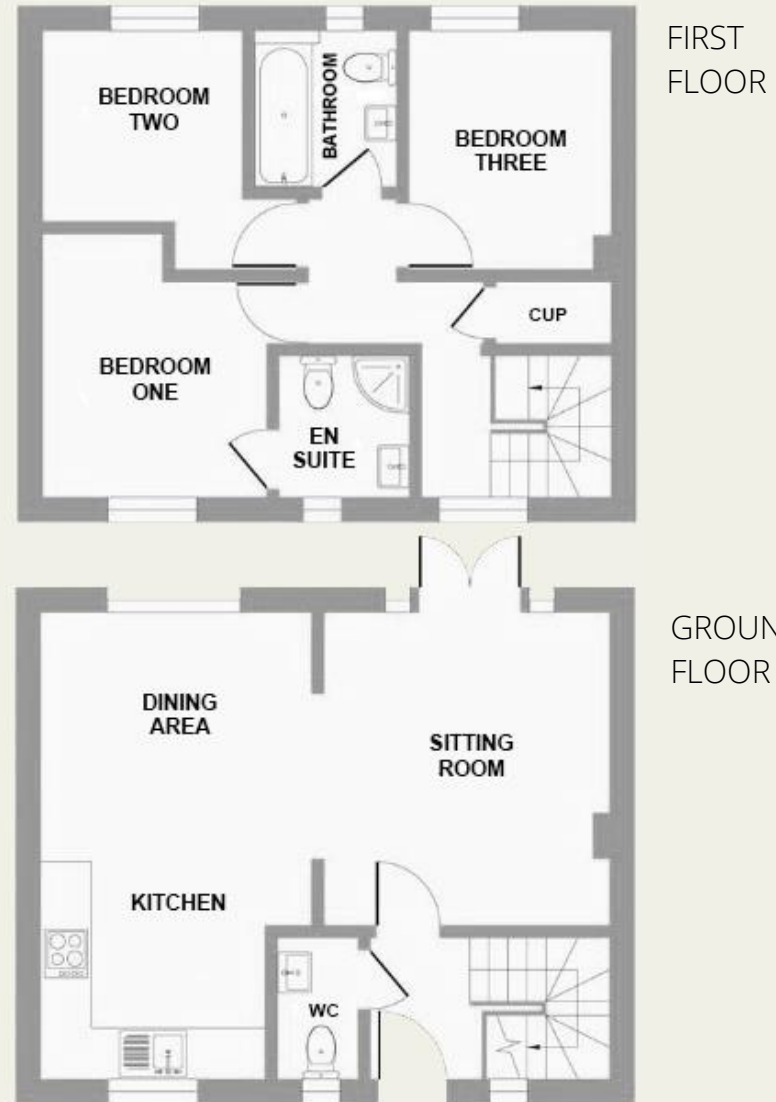 FIRST
FLOOR
BEDROOM
TWO
BATHROOM
BEDROOM
THREE
CUP
BEDROOM
ONE
EN
SUITE
GROUN
FLOOR
DINING
AREA
SITTING
ROOM
KITCHEN
WC